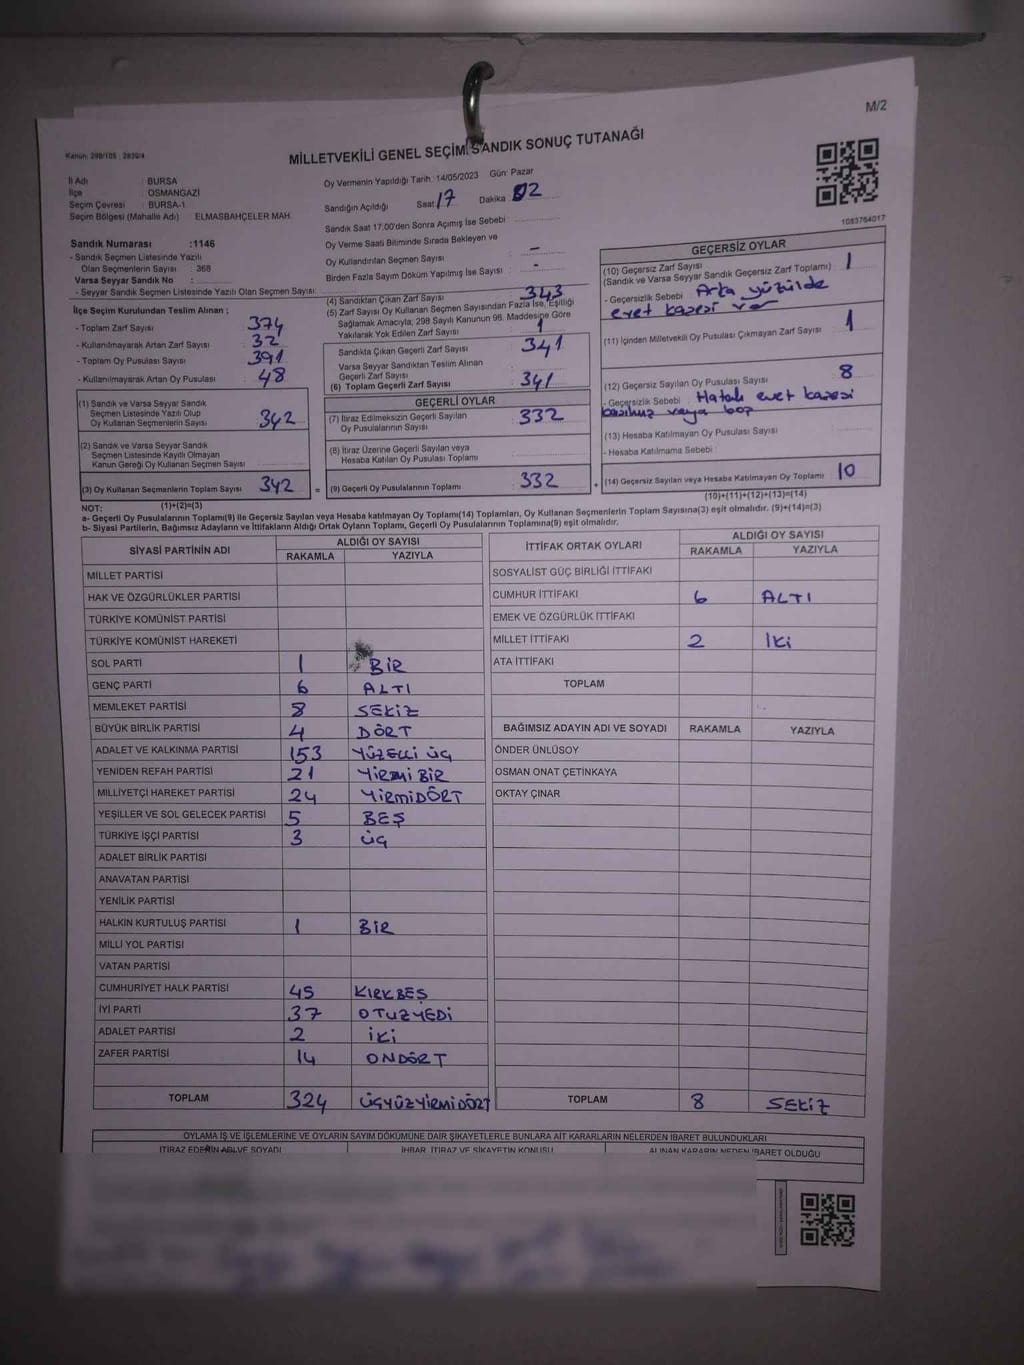 M/2
Kanun: 298/105 , 2839/4
MİLLETVEKİLİ GENEL SEÇİMİ SANDIK SONUÇ TUTANAĞI
İl Adı : BURSA
İlçe : OSMANGAZİ
Seçim Çevresi : BURSA-1
Seçim Bölgesi (Mahalle Adı) : ELMASBAHÇELER MAH.
Oy Vermenin Yapıldığı Tarih : 14/05/2023 Gün: Pazar
Sandığın Açıldığı Saat 17 Dakika 02
Sandık Saat 17.00'den Sonra Açımış İse Sebebi :
Oy Verme Saati Bitiminde Sırada Bekleyen ve
Oy Kullandırılan Seçmen Sayısı : -
Birden Fazla Sayım Döküm Yapılmış İse Sayısı : -
1083764017
Sandık Numarası :1146
- Sandık Seçmen Listesinde Yazılı
Olan Seçmenlerin Sayısı : 368
Varsa Seyyar Sandık No :
- Seyyar Sandık Seçmen Listesinde Yazılı Olan Seçmen Sayısı:
İlçe Seçim Kurulundan Teslim Alınan ;
- Toplam Zarf Sayısı : 374
- Kullanılmayarak Artan Zarf Sayısı : 32
- Toplam Oy Pusulası Sayısı : 391
- Kullanılmayarak Artan Oy Pusulası : 48
(1) Sandık ve Varsa Seyyar Sandık
Seçmen Listesinde Yazılı Olup
Oy Kullanan Seçmenlerin Sayısı : 342
(2) Sandık ve Varsa Seyyar Sandık
Seçmen Listesinde Kayıtlı Olmayan
Kanun Gereği Oy Kullanan Seçmen Sayısı :
(3) Oy Kullanan Seçmenlerin Toplam Sayısı : 342 =
(1)+(2)=(3)
(4) Sandıktan Çıkan Zarf Sayısı : 343
(5) Zarf Sayısı Oy Kullanan Seçmen Sayısından Fazla İse, Eşitliği
Sağlamak Amacıyla; 298 Sayılı Kanunun 98. Maddesine Göre
Yakılarak Yok Edilen Zarf Sayısı : 1
Sandıkta Çıkan Geçerli Zarf Sayısı : 341
Varsa Seyyar Sandıktan Teslim Alınan
Geçerli Zarf Sayısı :
(6) Toplam Geçerli Zarf Sayısı : 341
GEÇERLİ OYLAR
(7) İtiraz Edilmeksizin Geçerli Sayılan
Oy Pusulasının Sayısı : 332
(8) İtiraz Üzerine Geçerli Sayılan veya
Hesaba Katılan Oy Pusulası Toplamı :
(9) Geçerli Oy Pusulalarının Toplamı : 332 +
GEÇERSİZ OYLAR
(10) Geçersiz Zarf Sayısı
(Sandık ve Varsa Seyyar Sandık Geçersiz Zarf Toplamı) : 1
- Geçersizlik Sebebi : Arka yüzünde
evet kaşesi var
(11) İçinden Milletvekili Oy Pusulası Çıkmayan Zarf Sayısı : 1
(12) Geçersiz Sayılan Oy Pusulası Sayısı : 8
- Geçersizlik Sebebi : Hatalı evet kaşesi
veya boş
(13) Hesaba Katılmayan Oy Pusulası Sayısı :
- Hesaba Katılmama Sebebi :
(14) Geçersiz Sayılan veya Hesaba Katılmayan Oy Toplamı : 10
(10)+(11)+(12)+(13)=(14)
NOT:
a- Geçerli Oy Pusulalarının Toplamı(9) ile Geçersiz Sayılan veya Hesaba katılmayan Oy Toplamı(14) Toplamları, Oy Kullanan Seçmenlerin Toplam Sayısına(3) eşit olmalıdır. (9)+(14)=(3)
b- Siyasi Partilerin, Bağımsız Adayların ve İttifakların Aldığı Ortak Oyların Toplamı, Geçerli Oy Pusulalarının Toplamına(9) eşit olmalıdır.
SİYASİ PARTİNİN ADI ALDIĞI OY SAYISI
RAKAMLA YAZIYLA
MİLLET PARTİSİ
HAK VE ÖZGÜRLÜKLER PARTİSİ
TÜRKİYE KOMÜNİST PARTİSİ
TÜRKİYE KOMÜNİST HAREKETİ
SOL PARTİ 1 BİR
GENÇ PARTİ 6 ALTI
MEMLEKET PARTİSİ 8 SEKİZ
BÜYÜK BİRLİK PARTİSİ 4 DÖRT
ADALET VE KALKINMA PARTİSİ 153 YÜZELLİ ÜÇ
YENİDEN REFAH PARTİSİ 21 YİRMİ BİR
MİLLİYETÇİ HAREKET PARTİSİ 24 YİRMİDÖRT
YEŞİLLER VE SOL GELECEK PARTİSİ 5 BEŞ
TÜRKİYE İŞÇİ PARTİSİ 3 ÜÇ
ADALET BİRLİK PARTİSİ
ANAVATAN PARTİSİ
YENİLİK PARTİSİ
HALKIN KURTULUŞ PARTİSİ 1 BİR
MİLLİ YOL PARTİSİ
VATAN PARTİSİ
CUMHURİYET HALK PARTİSİ 45 KIRKBEŞ
İYİ PARTİ 37 OTUZYEDİ
ADALET PARTİSİ 2 İKİ
ZAFER PARTİSİ 14 ONDÖRT
TOPLAM 324 ÜÇYÜZYİRMİDÖRT
İTTİFAK ORTAK OYLARI ALDIĞI OY SAYISI
RAKAMLA YAZIYLA
SOSYALİST GÜÇ BİRLİĞİ İTTİFAKI
CUMHUR İTTİFAKI 6 ALTI
EMEK VE ÖZGÜRLÜK İTTİFAKI
MİLLET İTTİFAKI 2 İKİ
ATA İTTİFAKI
TOPLAM
BAĞIMSIZ ADAYIN ADI VE SOYADI RAKAMLA YAZIYLA
ÖNDER ÜNLÜSOY
OSMAN ONAT ÇETİNKAYA
OKTAY ÇINAR
TOPLAM 8 SEKİZ
OYLAMA İŞ VE İŞLEMLERİNE VE OYLARIN SAYIM DÖKÜMÜNE DAİR ŞİKAYETLERLE BUNLARA AİT KARARLARIN NELERDEN İBARET BULUNDUKLARI
İTİRAZ EDENİN ADI VE SOYADI İHBAR, İTİRAZ VE ŞİKAYETİN KONUSU ALINAN KARARIN NEDEN İBARET OLDUĞU